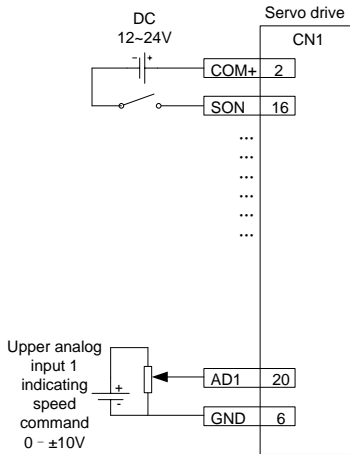 DC
12~24V
Servo drive
CN1
- +
COM+ 2
SON 16
...
...
...
...
...
...
Upper analog
input 1
indicating
speed
command
0 - ±10V
+
-
AD1 20
GND 6